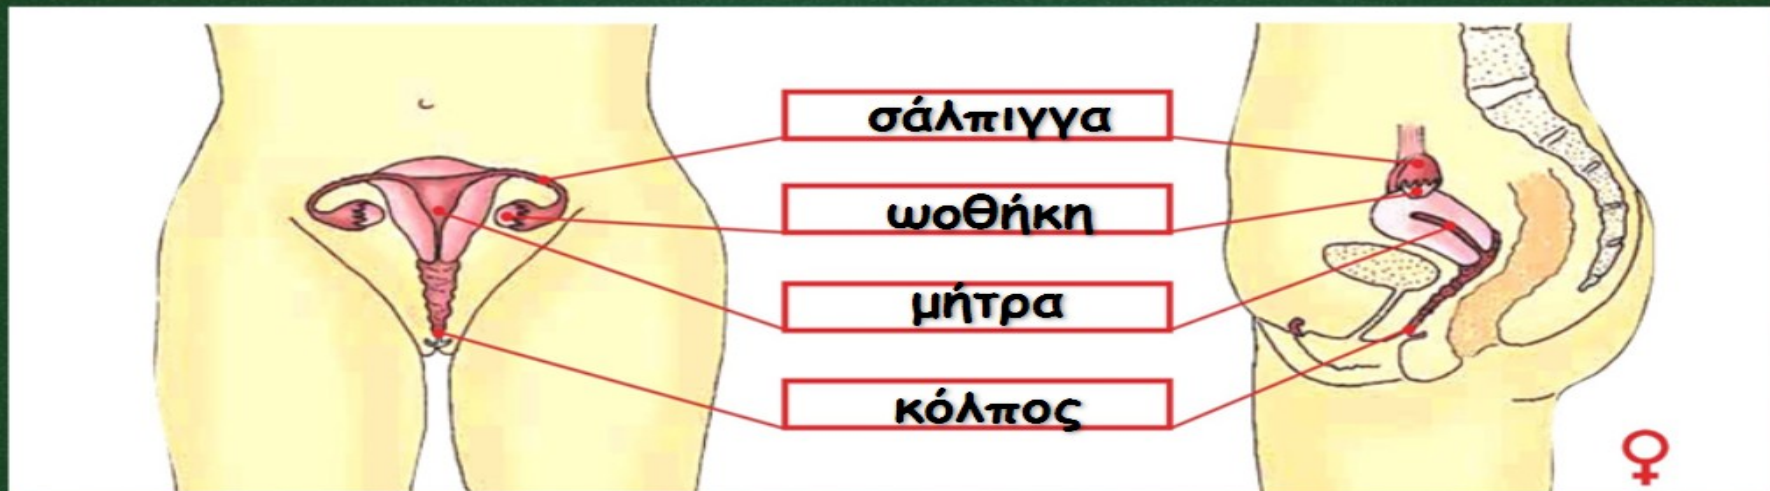 σάλπιγγα
ωοθήκη
μήτρα
κόλπος